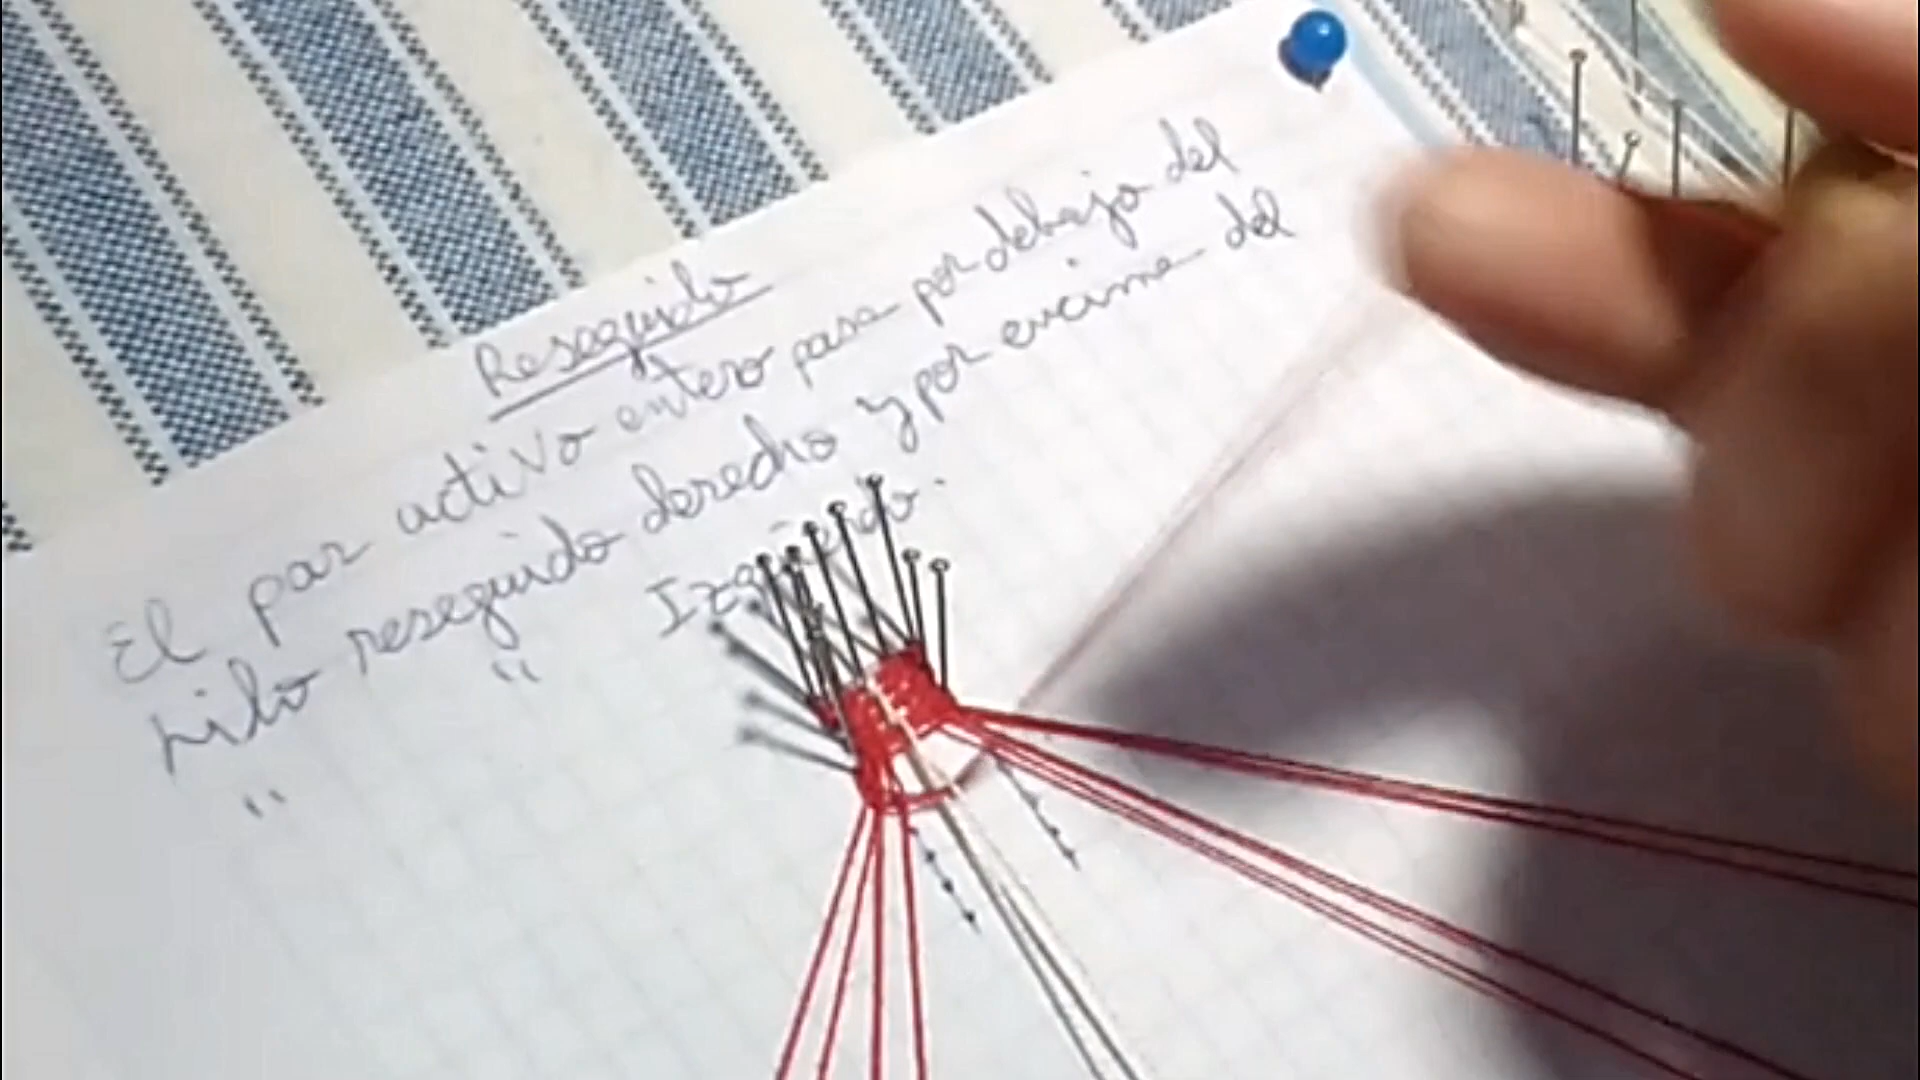 Reseguido
El par activo entero pasa por debajo del
hilo reseguido derecho y por encima del
" " Izquierdo.